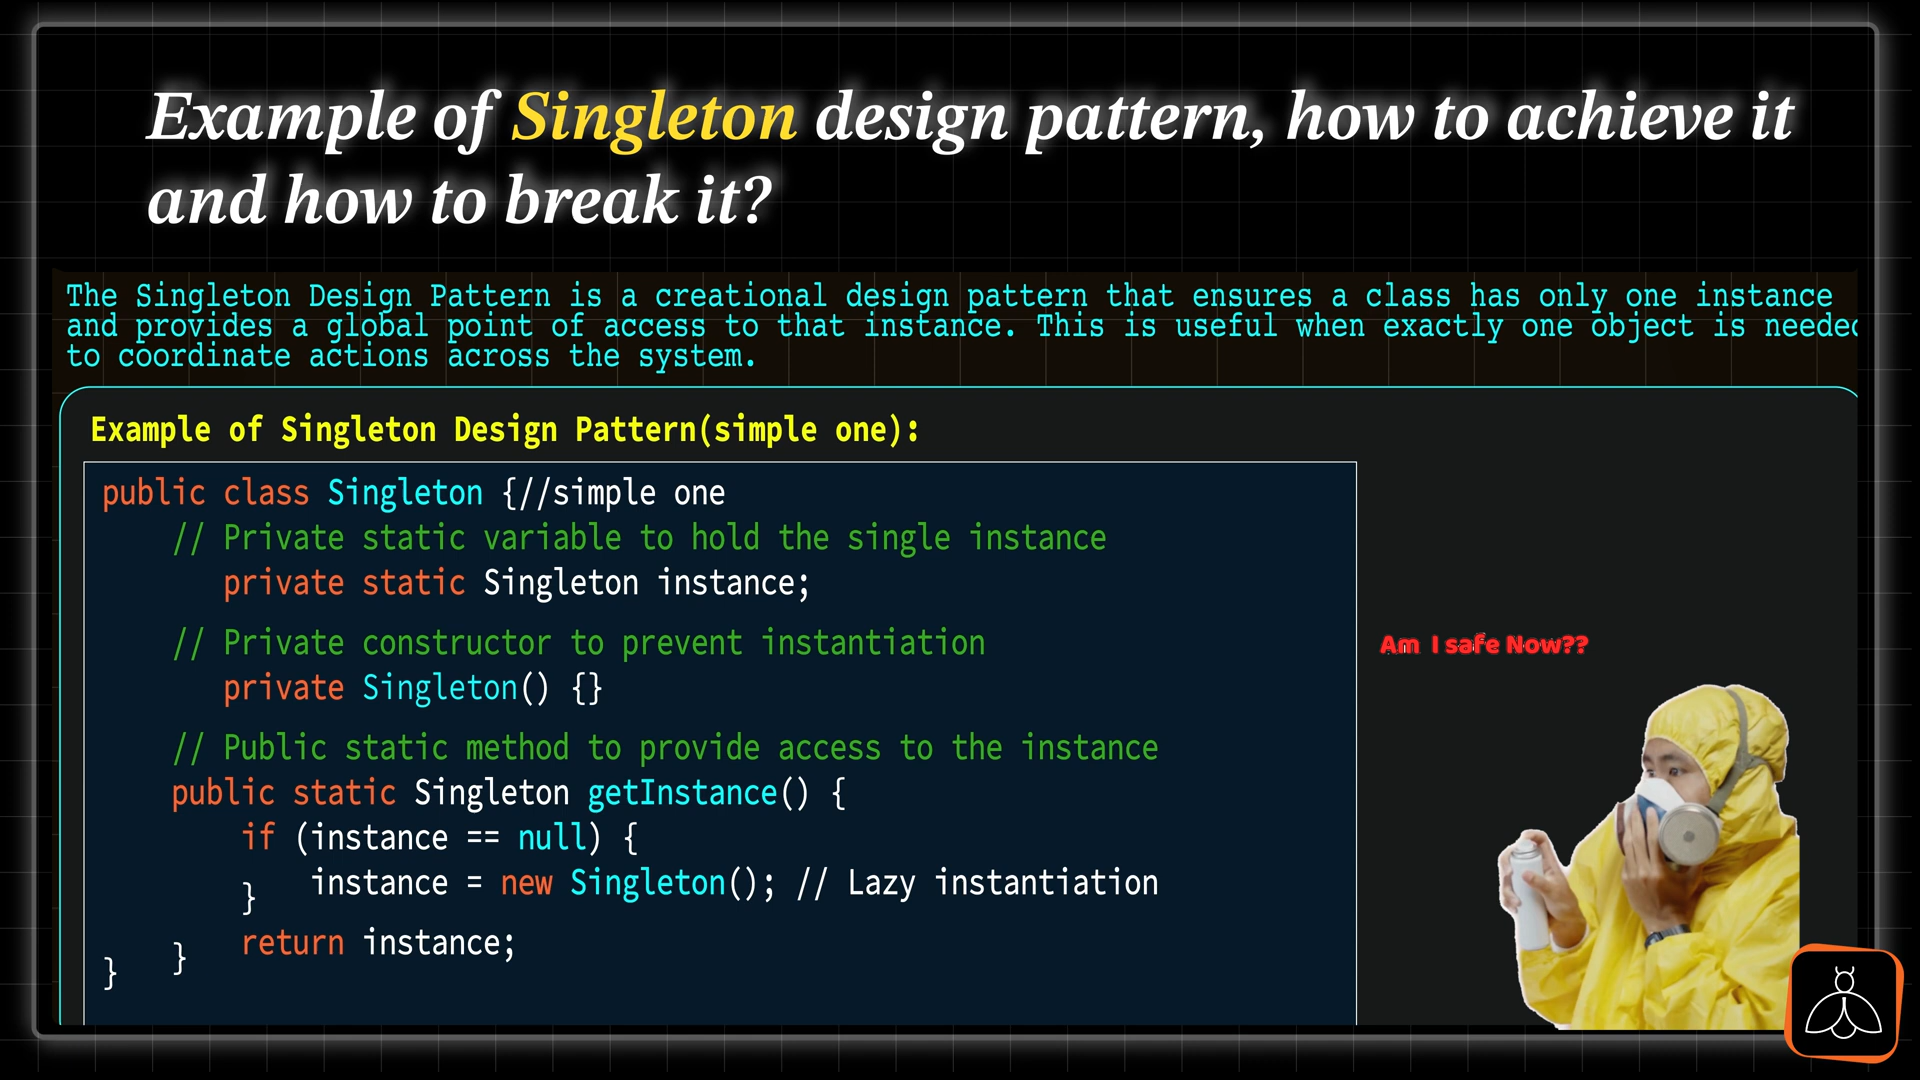 Example of Singleton design pattern, how to achieve it
and how to break it?
The Singleton Design Pattern is a creational design pattern that ensures a class has only one instance
and provides a global point of access to that instance. This is useful when exactly one object is needed
to coordinate actions across the system.
Example of Singleton Design Pattern(simple one):
public class Singleton {//simple one
// Private static variable to hold the single instance
private static Singleton instance;
// Private constructor to prevent instantiation
private Singleton() {}
// Public static method to provide access to the instance
public static Singleton getInstance() {
if (instance == null) {
instance = new Singleton(); // Lazy instantiation
}
return instance;
}
}
Am I safe Now??